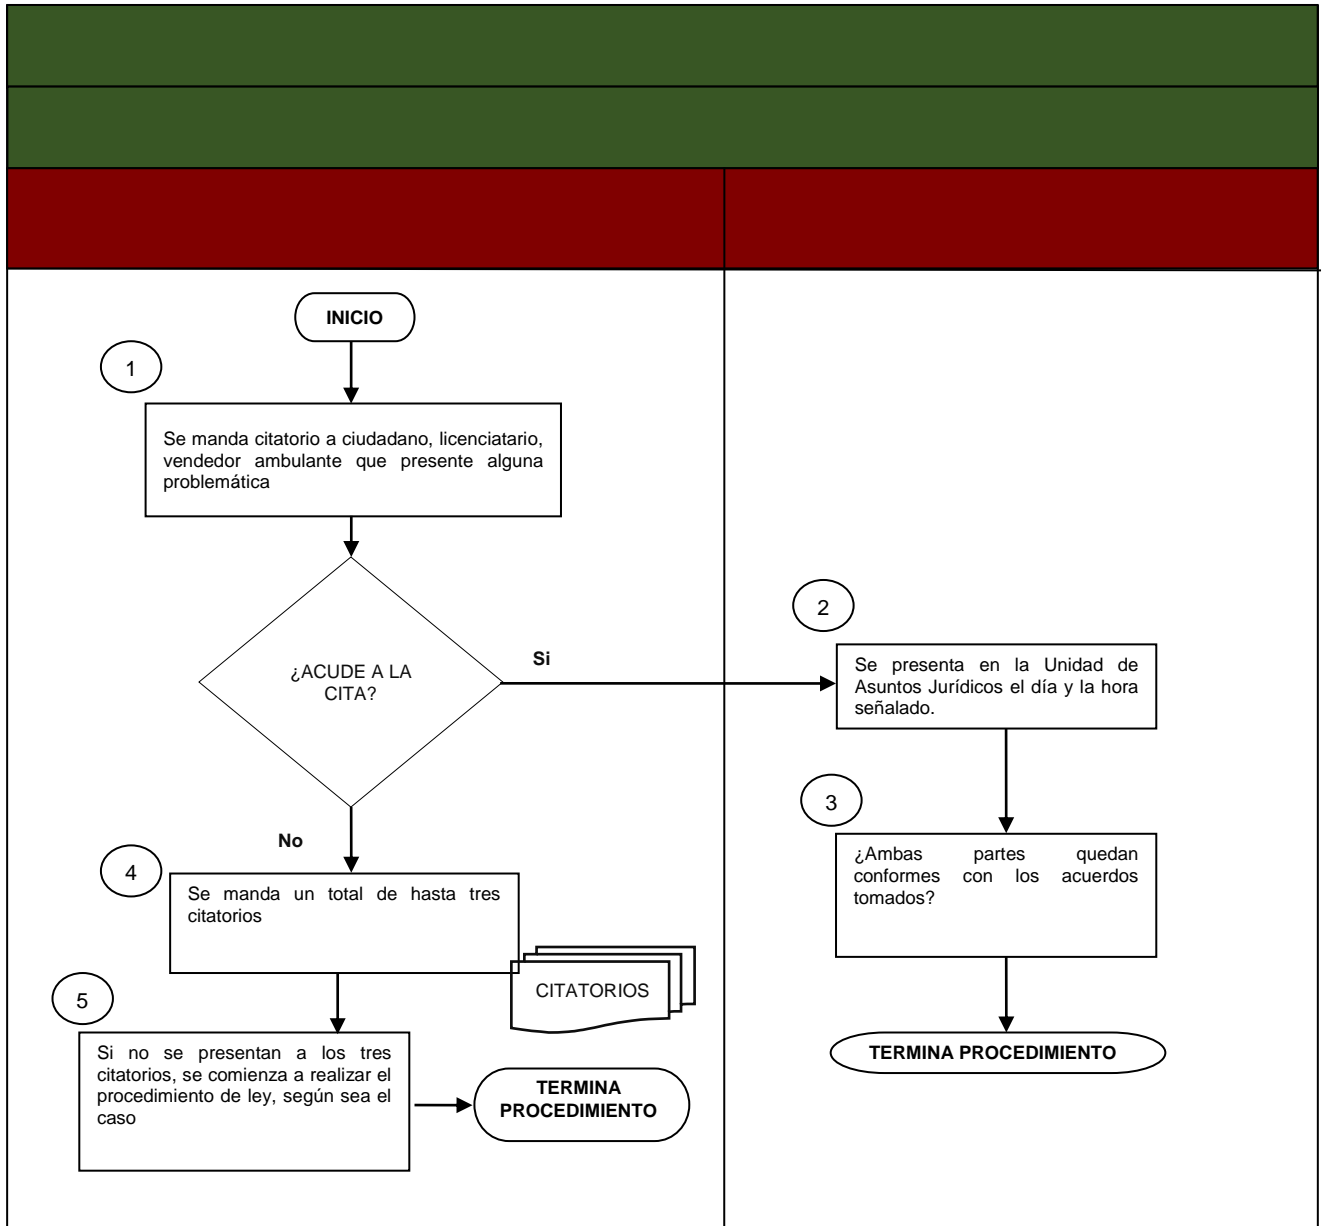 INICIO
1
Se manda citatorio a ciudadano, licenciatario,
vendedor ambulante que presente alguna
problemática
¿ACUDE A LA
CITA?
Si
2
Se presenta en la Unidad de
Asuntos Jurídicos el día y la hora
señalado.
3
¿Ambas partes quedan
conformes con los acuerdos
tomados?
TERMINA PROCEDIMIENTO
No
4
Se manda un total de hasta tres
citatorios
CITATORIOS
5
Si no se presentan a los tres
citatorios, se comienza a realizar el
procedimiento de ley, según sea el
caso
TERMINA
PROCEDIMIENTO